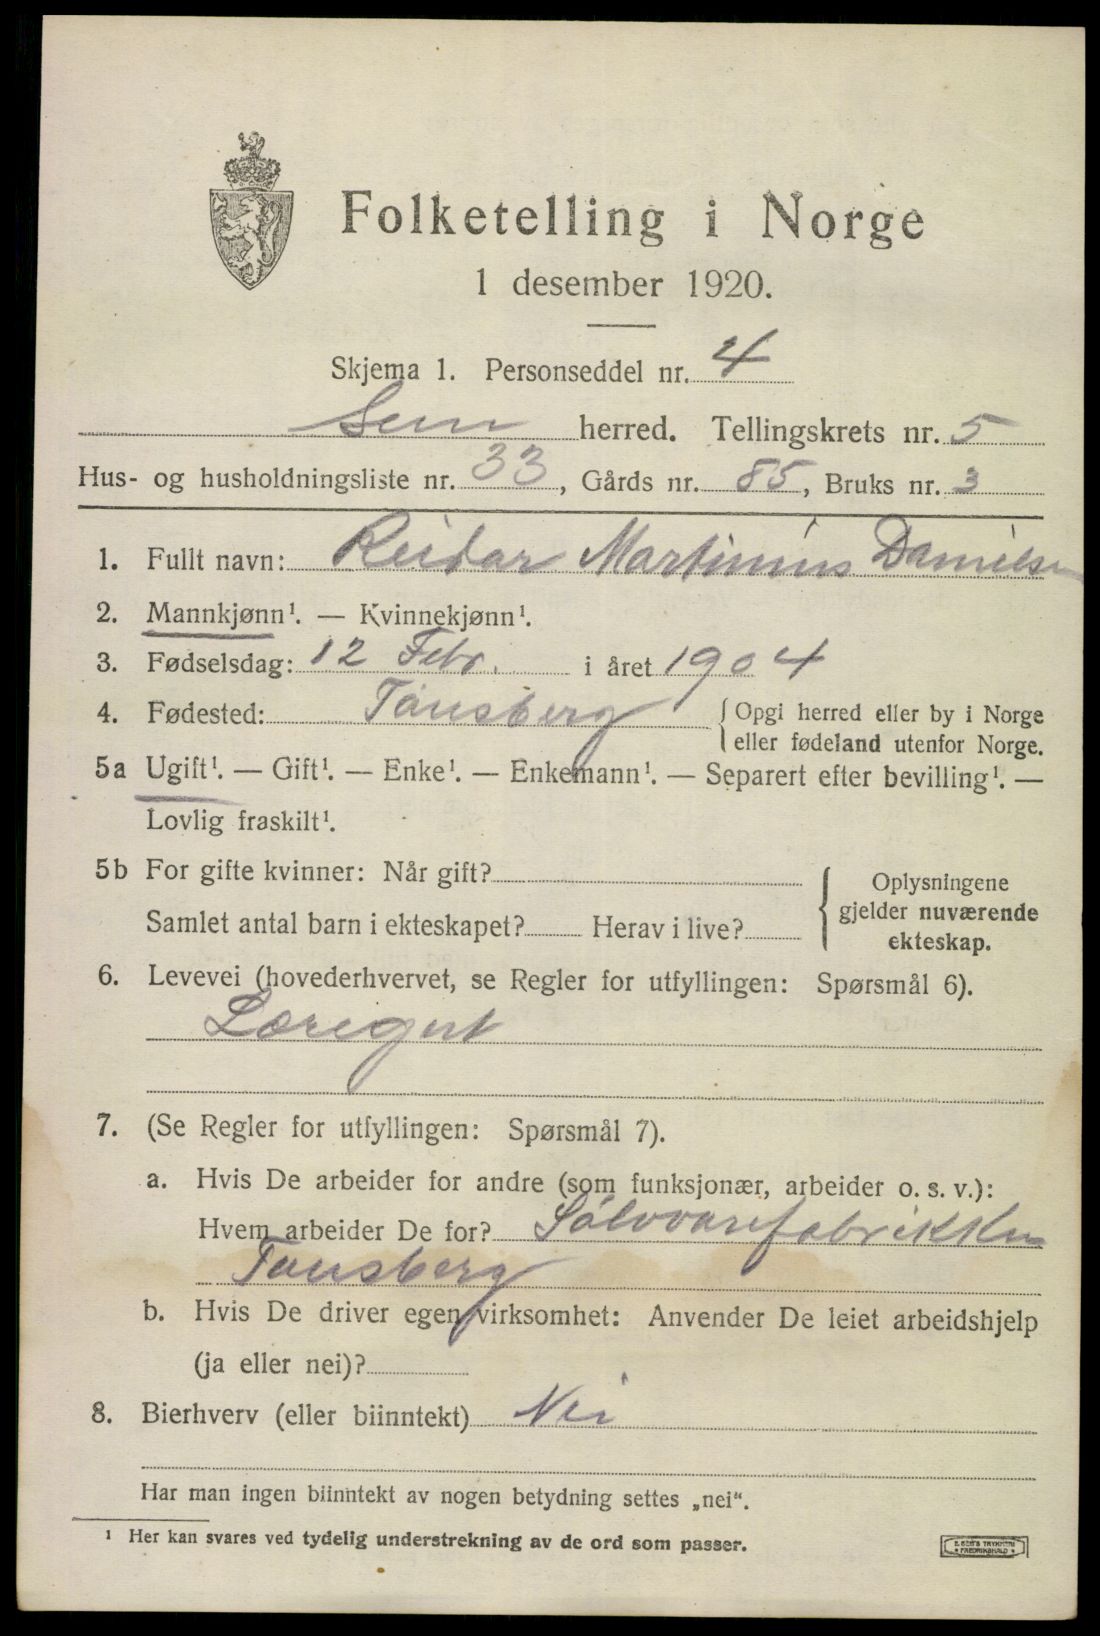 Folketelling i Norge
1 desember 1920.
Skjema 1. Personseddel nr. 4
Sem herred. Tellingskrets nr. 5
Hus- og husholdningsliste nr. 33, Gårds nr. 85, Bruks nr. 3
1. Fullt navn: Reidar Martinius Danielsen
2. Mannkjønn¹. — Kvinnekjønn¹.
3. Fødselsdag: 12 Febr. i året 1904
4. Fødested: Tønsberg { Opgi herred eller by i Norge
eller fødeland utenfor Norge.
5a Ugift¹. — Gift¹. — Enke¹. — Enkemann¹. — Separert efter bevilling¹. —
Lovlig fraskilt¹.
5b For gifte kvinner: Når gift?
Samlet antal barn i ekteskapet? Herav i live?
{ Oplysningene
gjelder nuværende
ekteskap.
6. Levevei (hovederhvervet, se Regler for utfyllingen: Spørsmål 6).
Læregut
7. (Se Regler for utfyllingen: Spørsmål 7).
a. Hvis De arbeider for andre (som funksjonær, arbeider o. s. v.):
Hvem arbeider De for? Sølvvarefabrikken
Tønsberg
b. Hvis De driver egen virksomhet: Anvender De leiet arbeidshjelp
(ja eller nei)?
8. Bierhverv (eller biinntekt) Nei
Har man ingen biinntekt av nogen betydning settes „nei“.
¹ Her kan svares ved tydelig understrekning av de ord som passer.
E. SEM'S TRYKKERI
FREDRIKSHALD